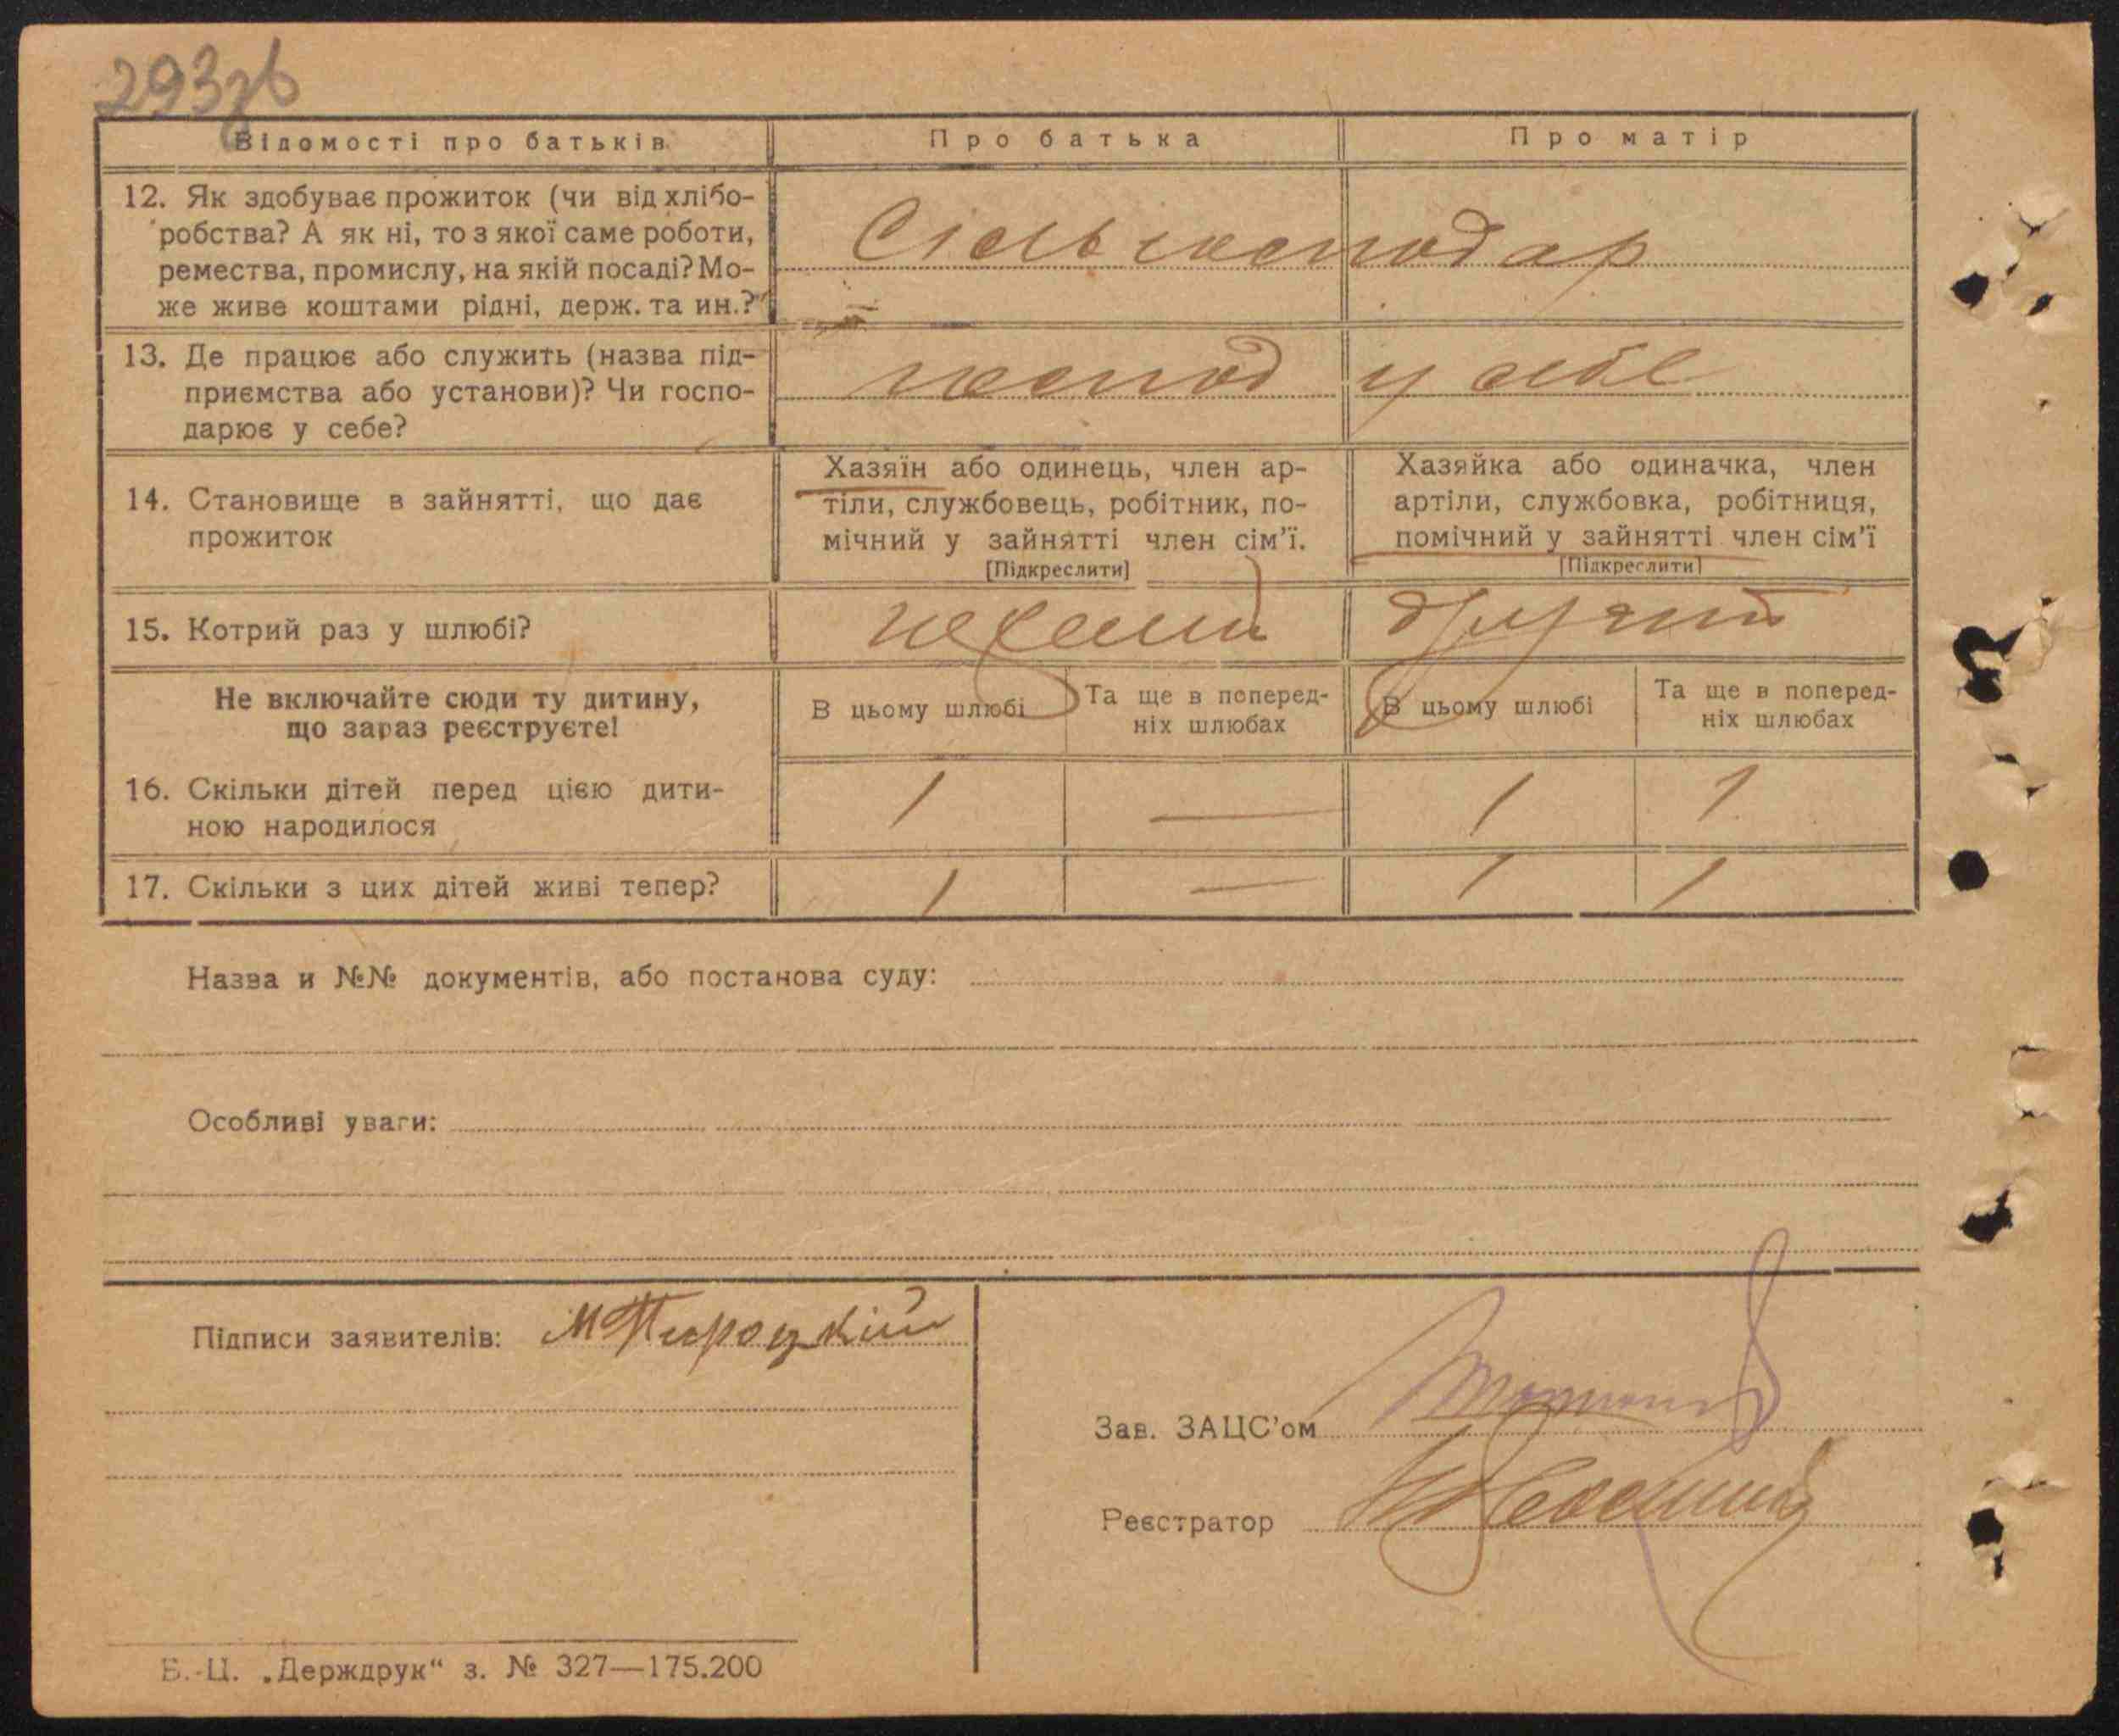 293зв
Відомості про батьків
Про батька
Про матір
12. Як здобуває прожиток (чи від хлібо-
робства? А як ні, то з якої саме роботи,
ремества, промислу, на якій посаді? Мо-
же живе коштами рідні, держ. та ин.?
Сільгосподар
13. Де працює або служить (назва під-
приємства або установи)? Чи госпо-
дарює у себе?
господ у себе
14. Становище в зайнятті, що дає
прожиток
Хазяїн або одинець, член ар-
тіли, службовець, робітник, по-
мічний у зайнятті член сім'ї.
[Підкреслити]
Хазяйка або одиначка, член
артіли, службовка, робітниця,
помічний у зайнятті член сім'ї
[Підкреслити]
15. Котрий раз у шлюбі?
перший
другий
Не включайте сюди ту дитину,
що зараз реєструєте!
В цьому шлюбі
Та ще в поперед-
ніх шлюбах
В цьому шлюбі
Та ще в поперед-
ніх шлюбах
16. Скільки дітей перед цією дити-
ною народилося
1 — 1 1
17. Скільки з цих дітей живі тепер?
1 — 1 1
Назва и №№ документів, або постанова суду:
Особливі уваги:
Підписи заявителів:
Зав. ЗАЦС'ом
Реєстратор
Б.-Ц. „Держдрук“ з. № 327—175.200